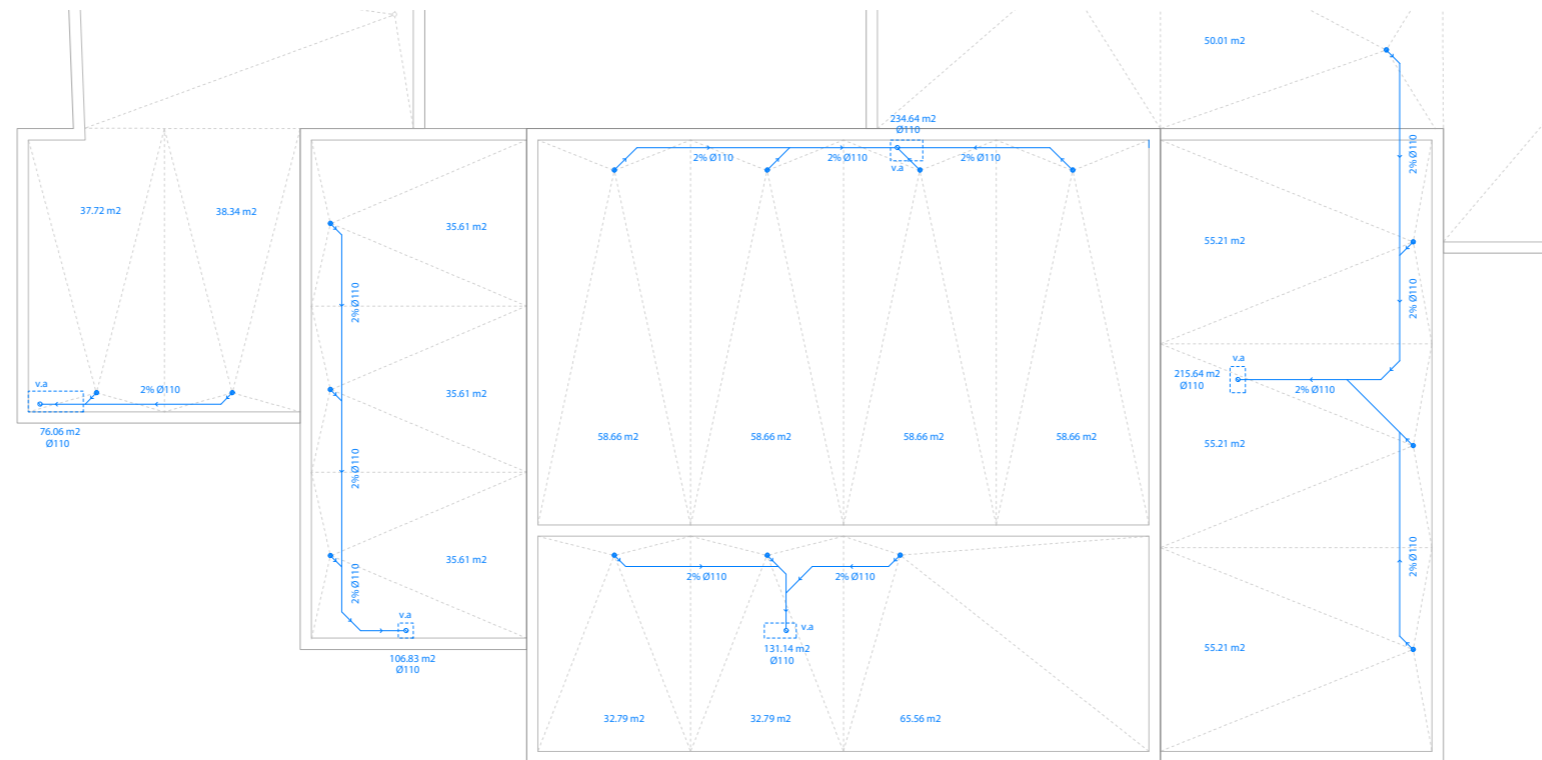 50.01 m2
234.64 m2
Ø110
2% Ø110
2% Ø110
2% Ø110
v.a
2% Ø110
37.72 m2
38.34 m2
35.61 m2
55.21 m2
2% Ø110
2% Ø110
v.a
215.64 m2
Ø110
2% Ø110
v.a
2% Ø110
35.61 m2
76.06 m2
Ø110
58.66 m2
58.66 m2
58.66 m2
58.66 m2
55.21 m2
2% Ø110
35.61 m2
2% Ø110
2% Ø110
2% Ø110
2% Ø110
v.a
106.83 m2
Ø110
v.a
131.14 m2
Ø110
55.21 m2
32.79 m2
32.79 m2
65.56 m2